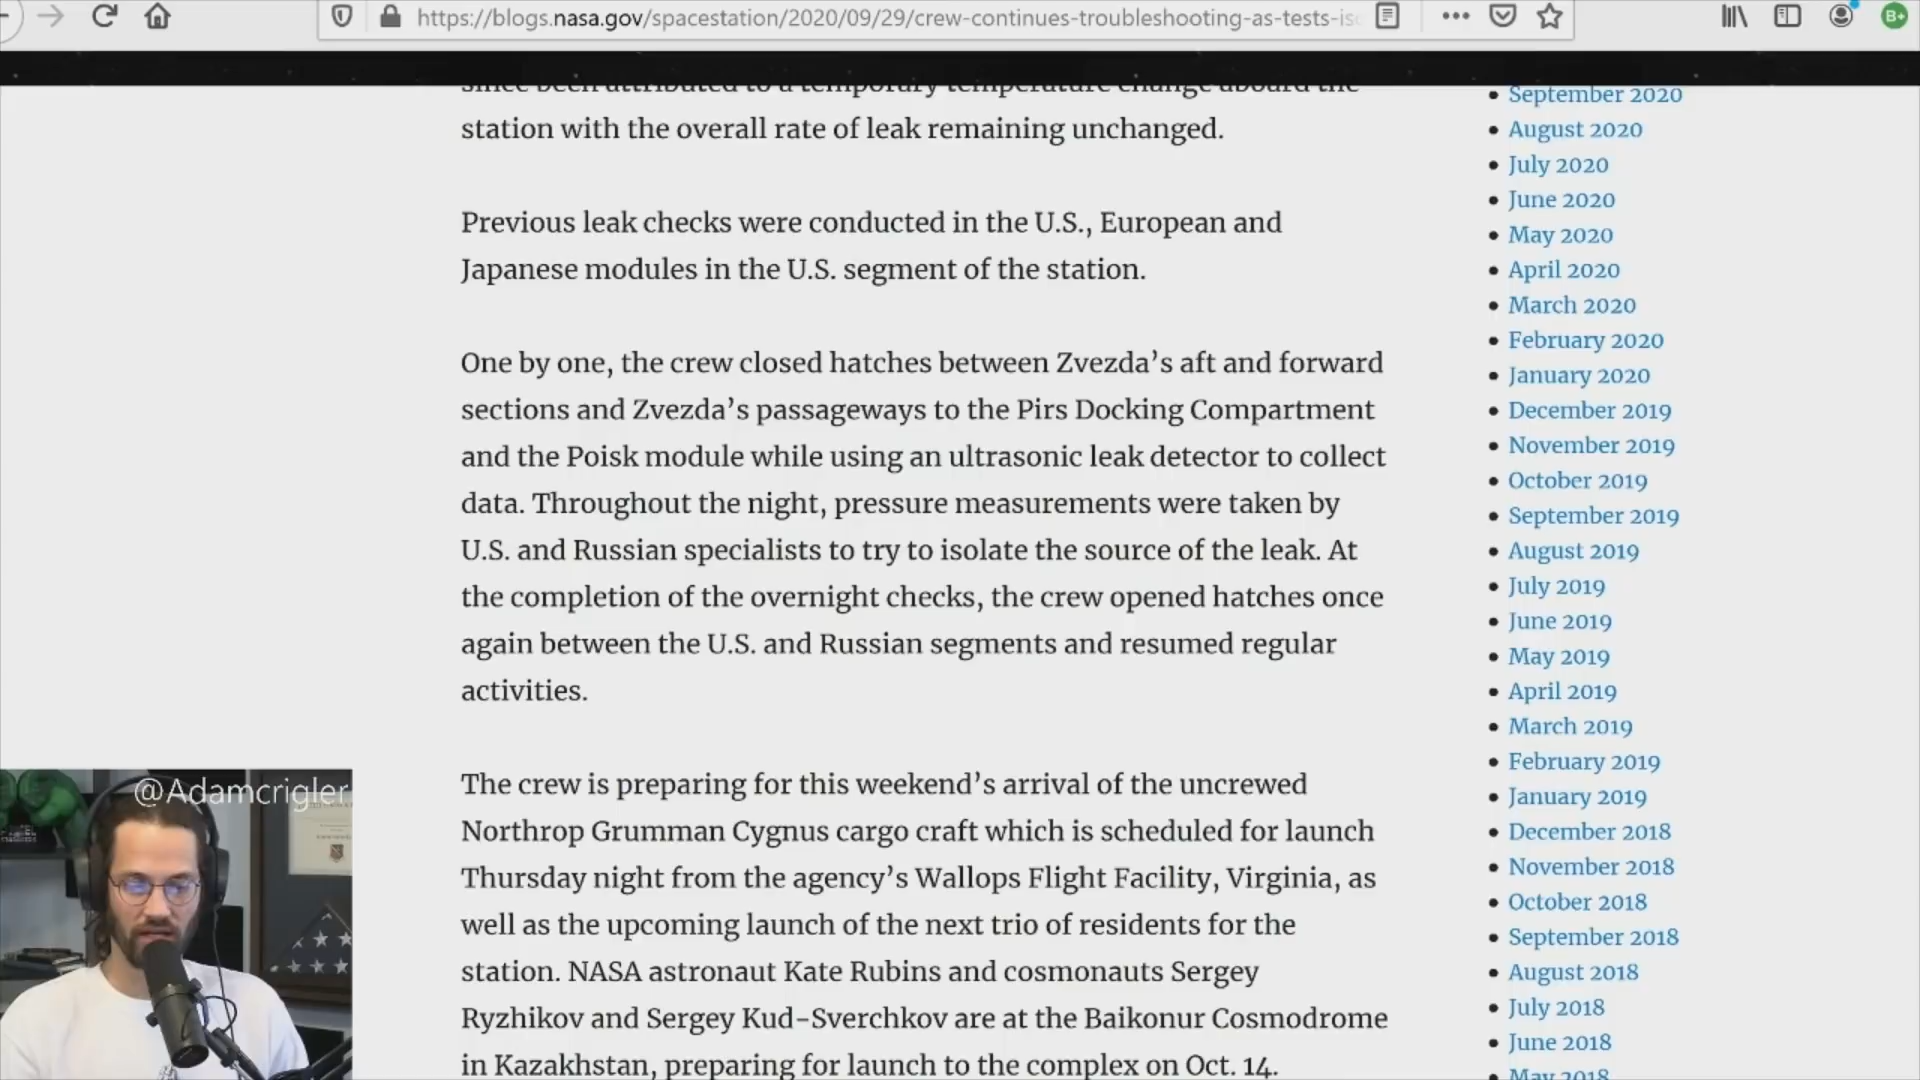 https://blogs.nasa.gov/spacestation/2020/09/29/crew-continues-troubleshooting-as-tests-iso
B+
since been attributed to a temporary temperature change aboard the
station with the overall rate of leak remaining unchanged.
Previous leak checks were conducted in the U.S., European and
Japanese modules in the U.S. segment of the station.
One by one, the crew closed hatches between Zvezda’s aft and forward
sections and Zvezda’s passageways to the Pirs Docking Compartment
and the Poisk module while using an ultrasonic leak detector to collect
data. Throughout the night, pressure measurements were taken by
U.S. and Russian specialists to try to isolate the source of the leak. At
the completion of the overnight checks, the crew opened hatches once
again between the U.S. and Russian segments and resumed regular
activities.
The crew is preparing for this weekend’s arrival of the uncrewed
Northrop Grumman Cygnus cargo craft which is scheduled for launch
Thursday night from the agency’s Wallops Flight Facility, Virginia, as
well as the upcoming launch of the next trio of residents for the
station. NASA astronaut Kate Rubins and cosmonauts Sergey
Ryzhikov and Sergey Kud-Sverchkov are at the Baikonur Cosmodrome
in Kazakhstan, preparing for launch to the complex on Oct. 14.
September 2020
August 2020
July 2020
June 2020
May 2020
April 2020
March 2020
February 2020
January 2020
December 2019
November 2019
October 2019
September 2019
August 2019
July 2019
June 2019
May 2019
April 2019
March 2019
February 2019
January 2019
December 2018
November 2018
October 2018
September 2018
August 2018
July 2018
June 2018
May 2018
@Adamcrigler